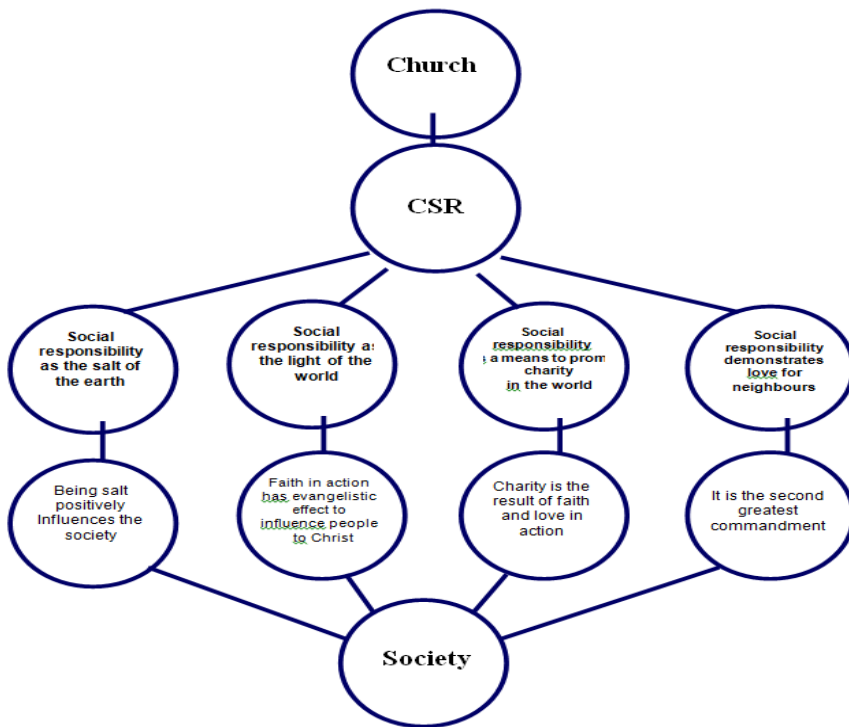 Church
CSR
Social
responsibility
as the salt of
the earth
Social
responsibility as
the light of the
world
Social
responsibility
s a means to prom
charity
in the world
Social
responsibility
demonstrates
love for
neighbours
Being salt
positively
Influences the
society
Faith in action
has evangelistic
effect to
influence people
to Christ
Charity is the
result of faith
and love in
action
It is the second
greatest
commandment
Society